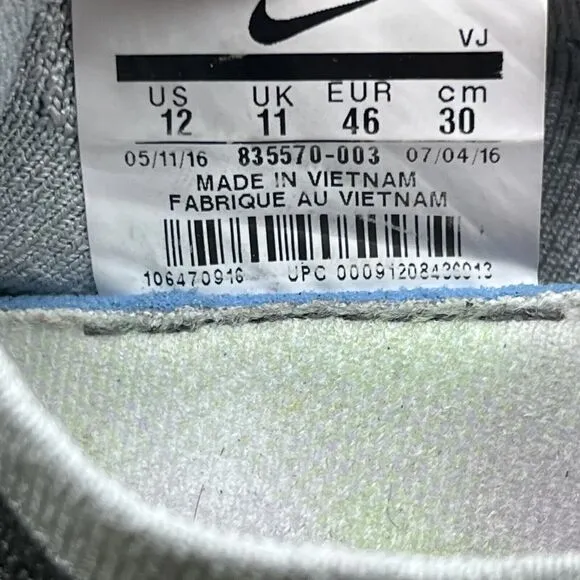 VJ
US UK EUR cm
12 11 46 30
05/11/16 835570-003 07/04/16
MADE IN VIETNAM
FABRIQUE AU VIETNAM
106470916 UPC 00091208436013